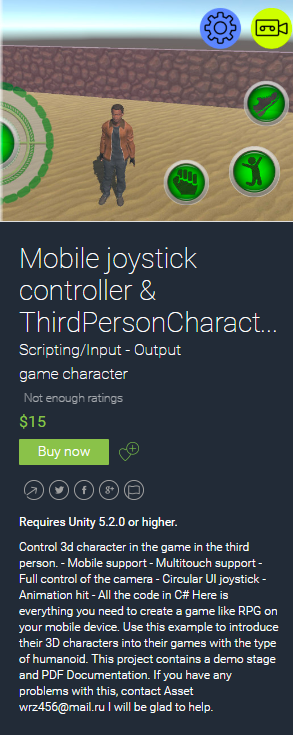 Mobile joystick
controller &
ThirdPersonCharact...
Scripting/Input - Output
game character
Not enough ratings
$15
Buy now
Requires Unity 5.2.0 or higher.
Control 3d character in the game in the third
person. - Mobile support - Multitouch support -
Full control of the camera - Circular UI joystick -
Animation hit - All the code in C# Here is
everything you need to create a game like RPG on
your mobile device. Use this example to introduce
their 3D characters into their games with the type
of humanoid. This project contains a demo stage
and PDF Documentation. If you have any
problems with this, contact Asset
wrz456@mail.ru I will be glad to help.